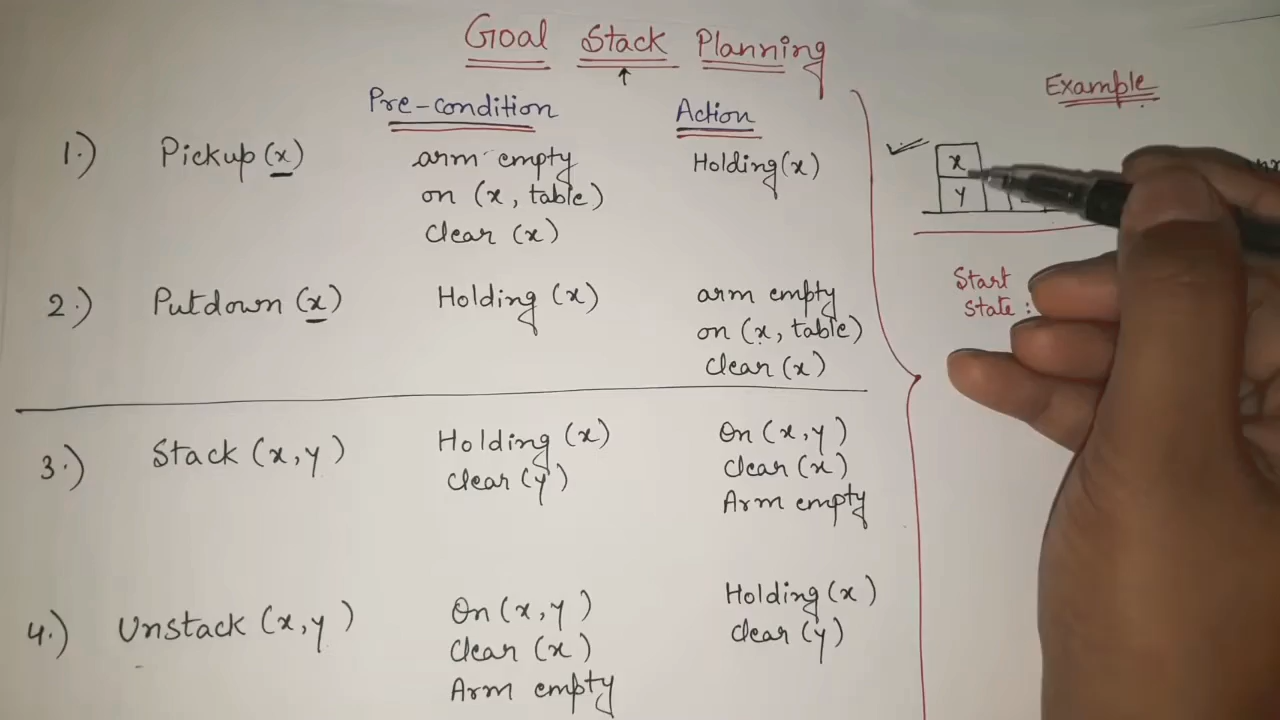 Goal Stack Planning
Pre-condition Action
1.) Pickup (x) arm empty Holding (x)
on (x, table)
clear (x)
2.) Putdown (x) Holding (x) arm empty
on (x, table)
clear (x)
3.) Stack (x,y) Holding (x) On (x,y)
clear (y) clear (x)
Arm empty
4.) Unstack (x,y) On (x,y) Holding (x)
clear (x) clear (y)
Arm empty
Example
x
y
Start
State :